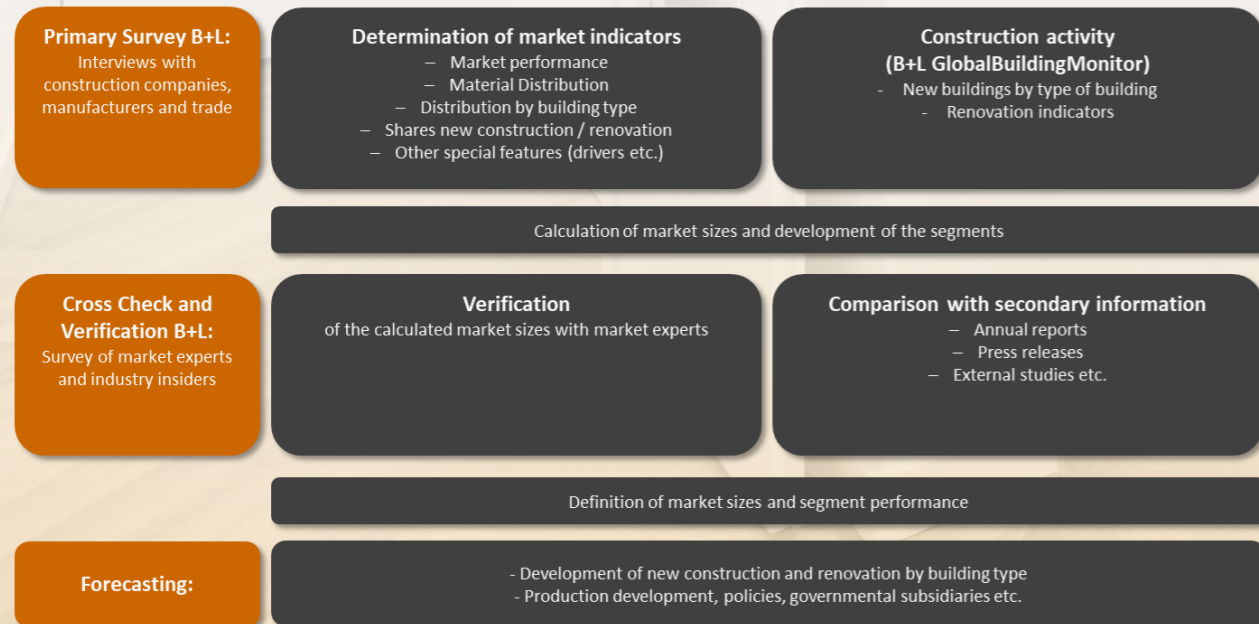 Primary Survey B+L:
Interviews with
construction companies,
manufacturers and trade
Determination of market indicators
– Market performance
– Material Distribution
– Distribution by building type
– Shares new construction / renovation
– Other special features (drivers etc.)
Construction activity
(B+L GlobalBuildingMonitor)
- New buildings by type of building
- Renovation indicators
Calculation of market sizes and development of the segments
Cross Check and
Verification B+L:
Survey of market experts
and industry insiders
Verification
of the calculated market sizes with market experts
Comparison with secondary information
– Annual reports
– Press releases
– External studies etc.
Definition of market sizes and segment performance
Forecasting:
- Development of new construction and renovation by building type
- Production development, policies, governmental subsidiaries etc.